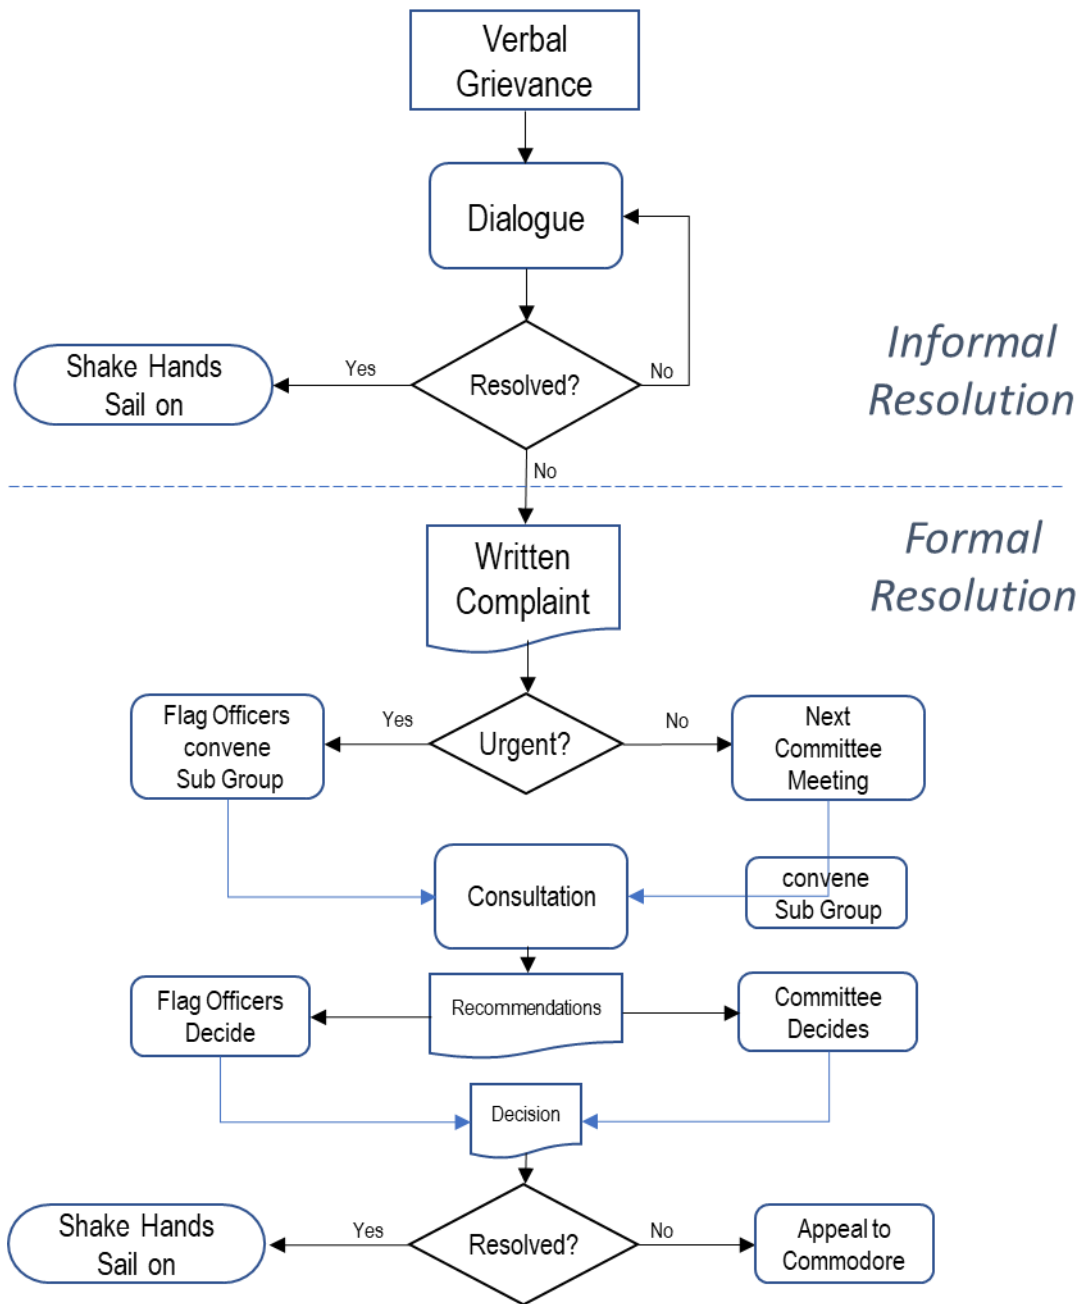 Verbal
Grievance
Dialogue
Informal
Resolution
Shake Hands
Sail on
Yes
Resolved?
No
No
Formal
Resolution
Written
Complaint
Flag Officers
convene
Sub Group
Yes
Urgent?
No
Next
Committee
Meeting
Consultation
convene
Sub Group
Flag Officers
Decide
Recommendations
Committee
Decides
Decision
Shake Hands
Sail on
Yes
Resolved?
No
Appeal to
Commodore